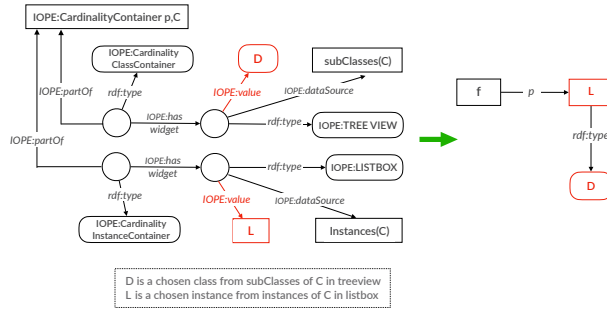 IOPE:CardinalityContainer p,C
IOPE:Cardinality
ClassContainer
D
subClasses(C)
IOPE:partOf
rdf:type
IOPE:value
IOPE:dataSource
IOPE:has
widget
rdf:type
IOPE:TREE VIEW
IOPE:partOf
IOPE:has
widget
rdf:type
IOPE:LISTBOX
rdf:type
IOPE:value
IOPE:dataSource
IOPE:Cardinality
InstanceContainer
L
Instances(C)
f
p
L
rdf:type
D
D is a chosen class from subClasses of C in treeview
L is a chosen instance from instances of C in listbox